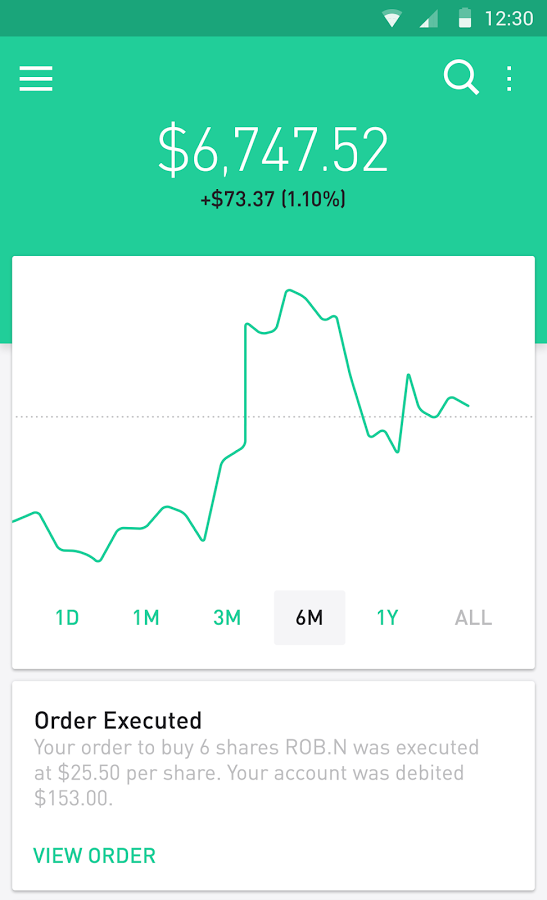 12:30
$6,747.52
+$73.37 (1.10%)
1D 1M 3M 6M 1Y ALL
Order Executed
Your order to buy 6 shares ROB.N was executed
at $25.50 per share. Your account was debited
$153.00.
VIEW ORDER